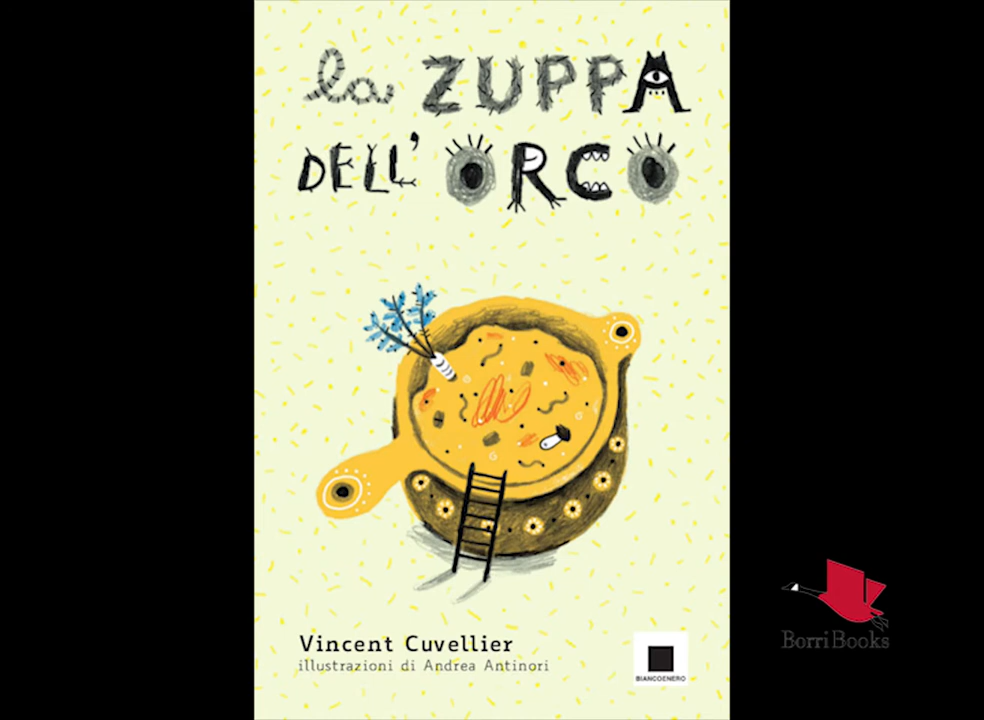 la ZUPPA
DELL' ORCO
Vincent Cuvellier
illustrazioni di Andrea Antinori
BIANCOENERO
BorriBooks